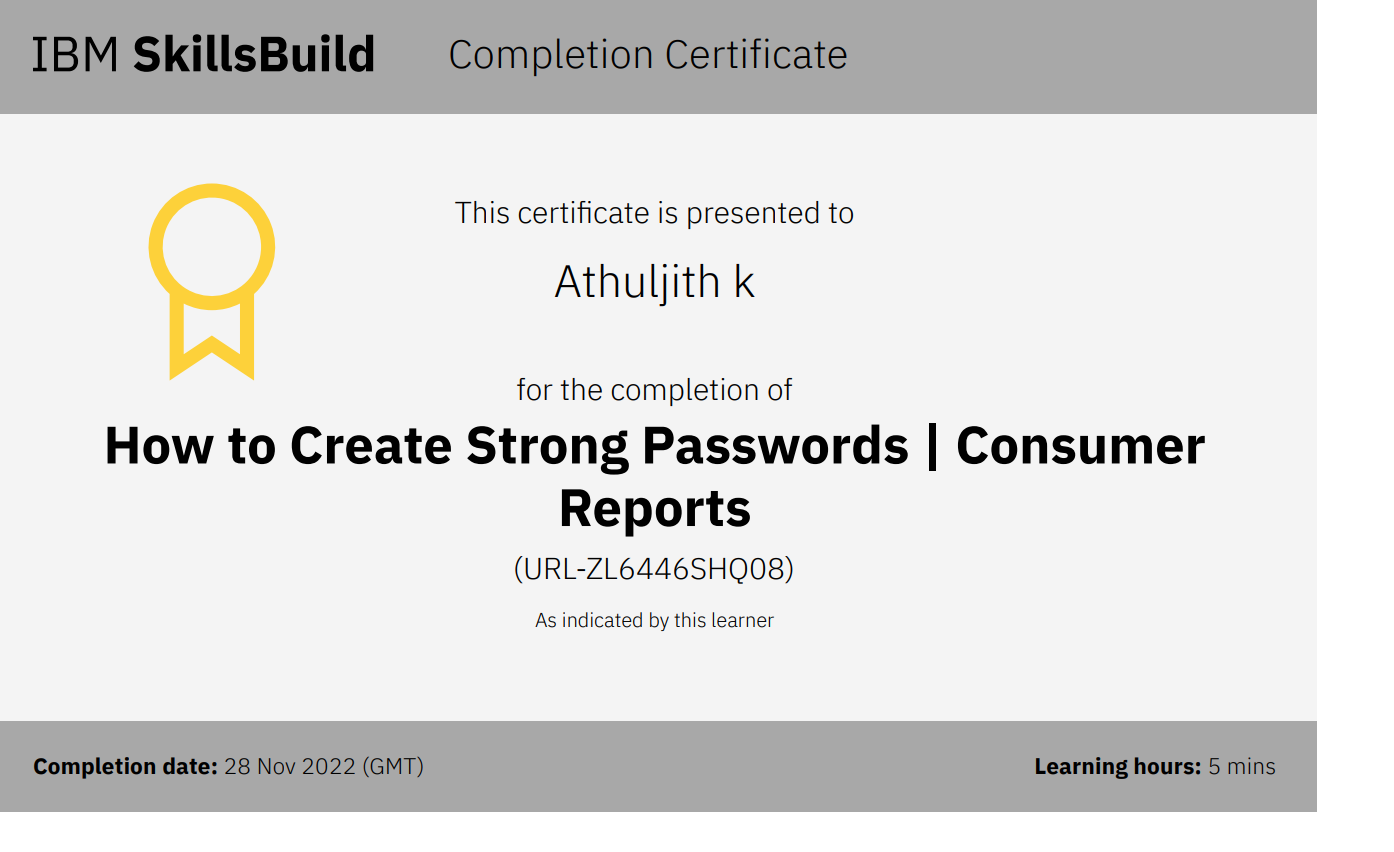 IBM SkillsBuild Completion Certificate
This certificate is presented to
Athuljith k
for the completion of
How to Create Strong Passwords | Consumer
Reports
(URL-ZL6446SHQ08)
As indicated by this learner
Completion date: 28 Nov 2022 (GMT) Learning hours: 5 mins